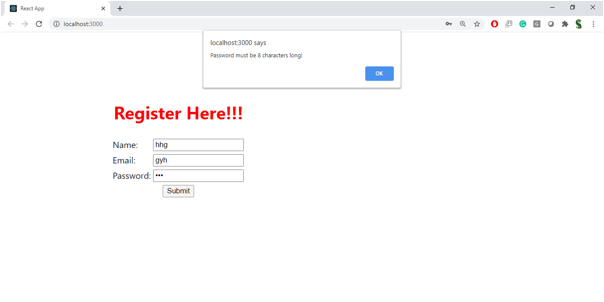 React App
localhost:3000
localhost:3000 says
Password must be 8 characters long!
OK
Register Here!!!
Name: hhg
Email: gyh
Password: •••
Submit